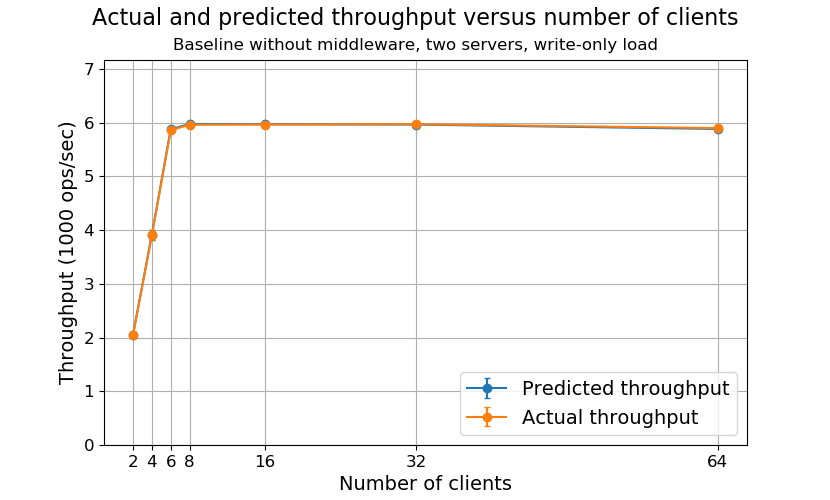 Actual and predicted throughput versus number of clients
Baseline without middleware, two servers, write-only load
Throughput (1000 ops/sec)
7
6
5
4
3
2
1
0
Predicted throughput
Actual throughput
2 4 6 8 16 32 64
Number of clients